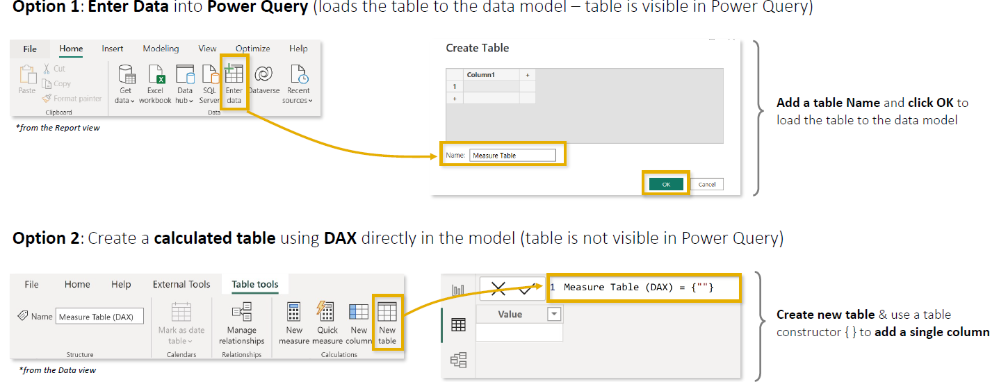 Option 1: Enter Data into Power Query (loads the table to the data model – table is visible in Power Query)
File Home Insert Modeling View Optimize Help
Cut
Copy
Format painter
Paste
Clipboard
Get data
Excel workbook
Data hub
SQL Server
Enter data
Dataverse
Recent sources
Data
*from the Report view
Create Table
Column1 +
1
+
Name: Measure Table
OK Cancel
Add a table Name and click OK to
load the table to the data model
Option 2: Create a calculated table using DAX directly in the model (table is not visible in Power Query)
File Home Help External Tools Table tools
Name Measure Table (DAX)
Structure
Mark as date
table
Calendars
Manage
relationships
Relationships
New measure
Quick measure
New column
New table
Calculations
*from the Data view
1 Measure Table (DAX) = {""}
Value
Create new table & use a table
constructor { } to add a single column